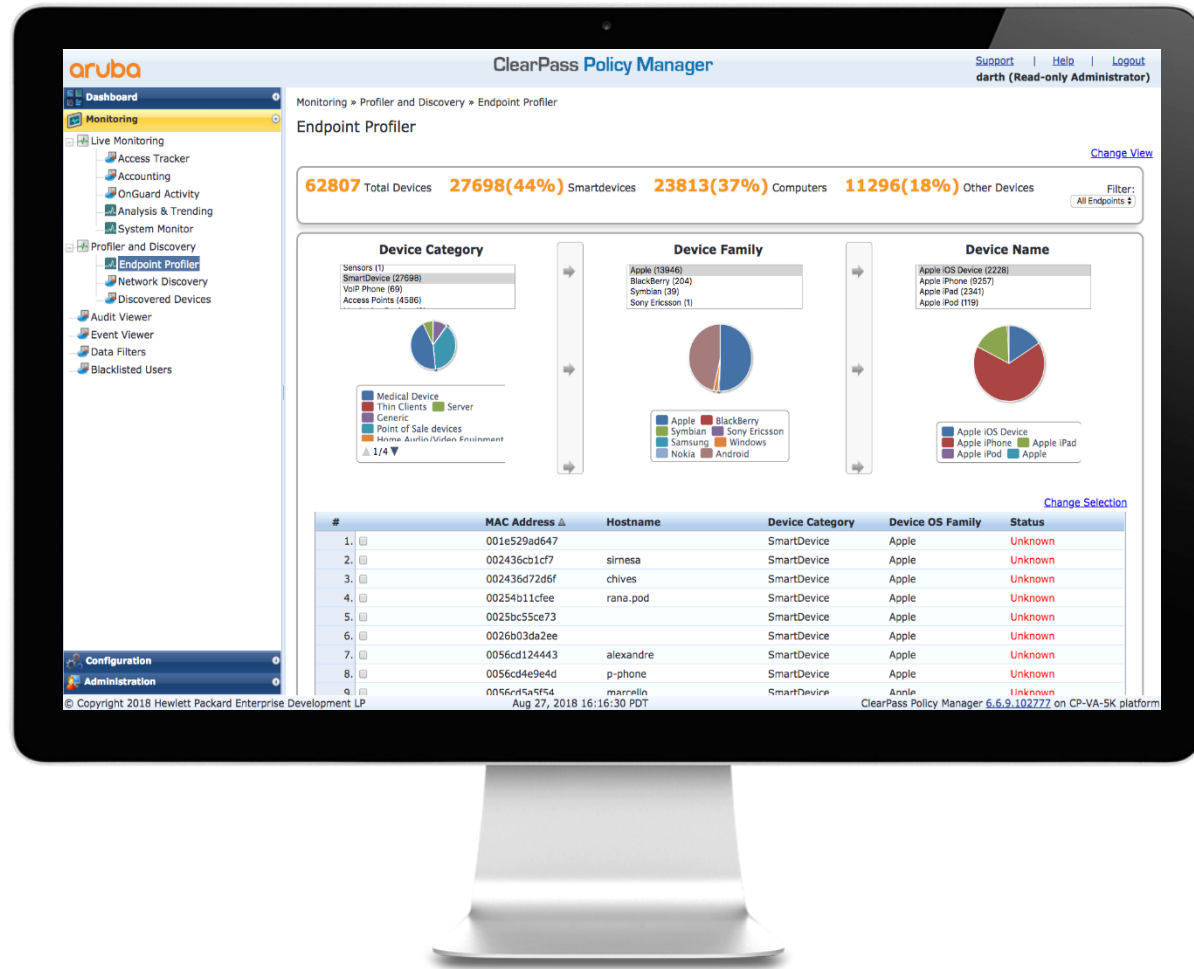 aruba
ClearPass Policy Manager
Support | Help | Logout
darth (Read-only Administrator)
Dashboard
Monitoring
Live Monitoring
Access Tracker
Accounting
OnGuard Activity
Analysis & Trending
System Monitor
Profiler and Discovery
Endpoint Profiler
Network Discovery
Discovered Devices
Audit Viewer
Event Viewer
Data Filters
Blacklisted Users
Configuration
Administration
Monitoring » Profiler and Discovery » Endpoint Profiler
Endpoint Profiler
Change View
62807 Total Devices 27698(44%) Smartdevices 23813(37%) Computers 11296(18%) Other Devices
Filter:
All Endpoints
Device Category
Sensors (1)
SmartDevice (27698)
VoIP Phone (69)
Access Points (4586)
Medical Device
Thin Clients Server
Generic
Point of Sale devices
Home Audio/Video Equipment
1/4
Device Family
Apple (13946)
BlackBerry (204)
Symbian (39)
Sony Ericsson (1)
Apple BlackBerry
Symbian Sony Ericsson
Samsung Windows
Nokia Android
Device Name
Apple iOS Device (2228)
Apple iPhone (9257)
Apple iPad (2341)
Apple iPod (119)
Apple iOS Device
Apple iPhone Apple iPad
Apple iPod Apple
Change Selection
# MAC Address Hostname Device Category Device OS Family Status
1. 001e529ad647 SmartDevice Apple Unknown
2. 002436cb1cf7 sirnesa SmartDevice Apple Unknown
3. 002436d72d6f chives SmartDevice Apple Unknown
4. 00254b11cfee rana.pod SmartDevice Apple Unknown
5. 0025bc55ce73 SmartDevice Apple Unknown
6. 0026b03da2ee SmartDevice Apple Unknown
7. 0056cd124443 alexandre SmartDevice Apple Unknown
8. 0056cd4e9e4d p-phone SmartDevice Apple Unknown
9. 0056cd5a5f54 marcello SmartDevice Apple Unknown
© Copyright 2018 Hewlett Packard Enterprise Development LP
Aug 27, 2018 16:16:30 PDT
ClearPass Policy Manager 6.6.9.102777 on CP-VA-5K platform